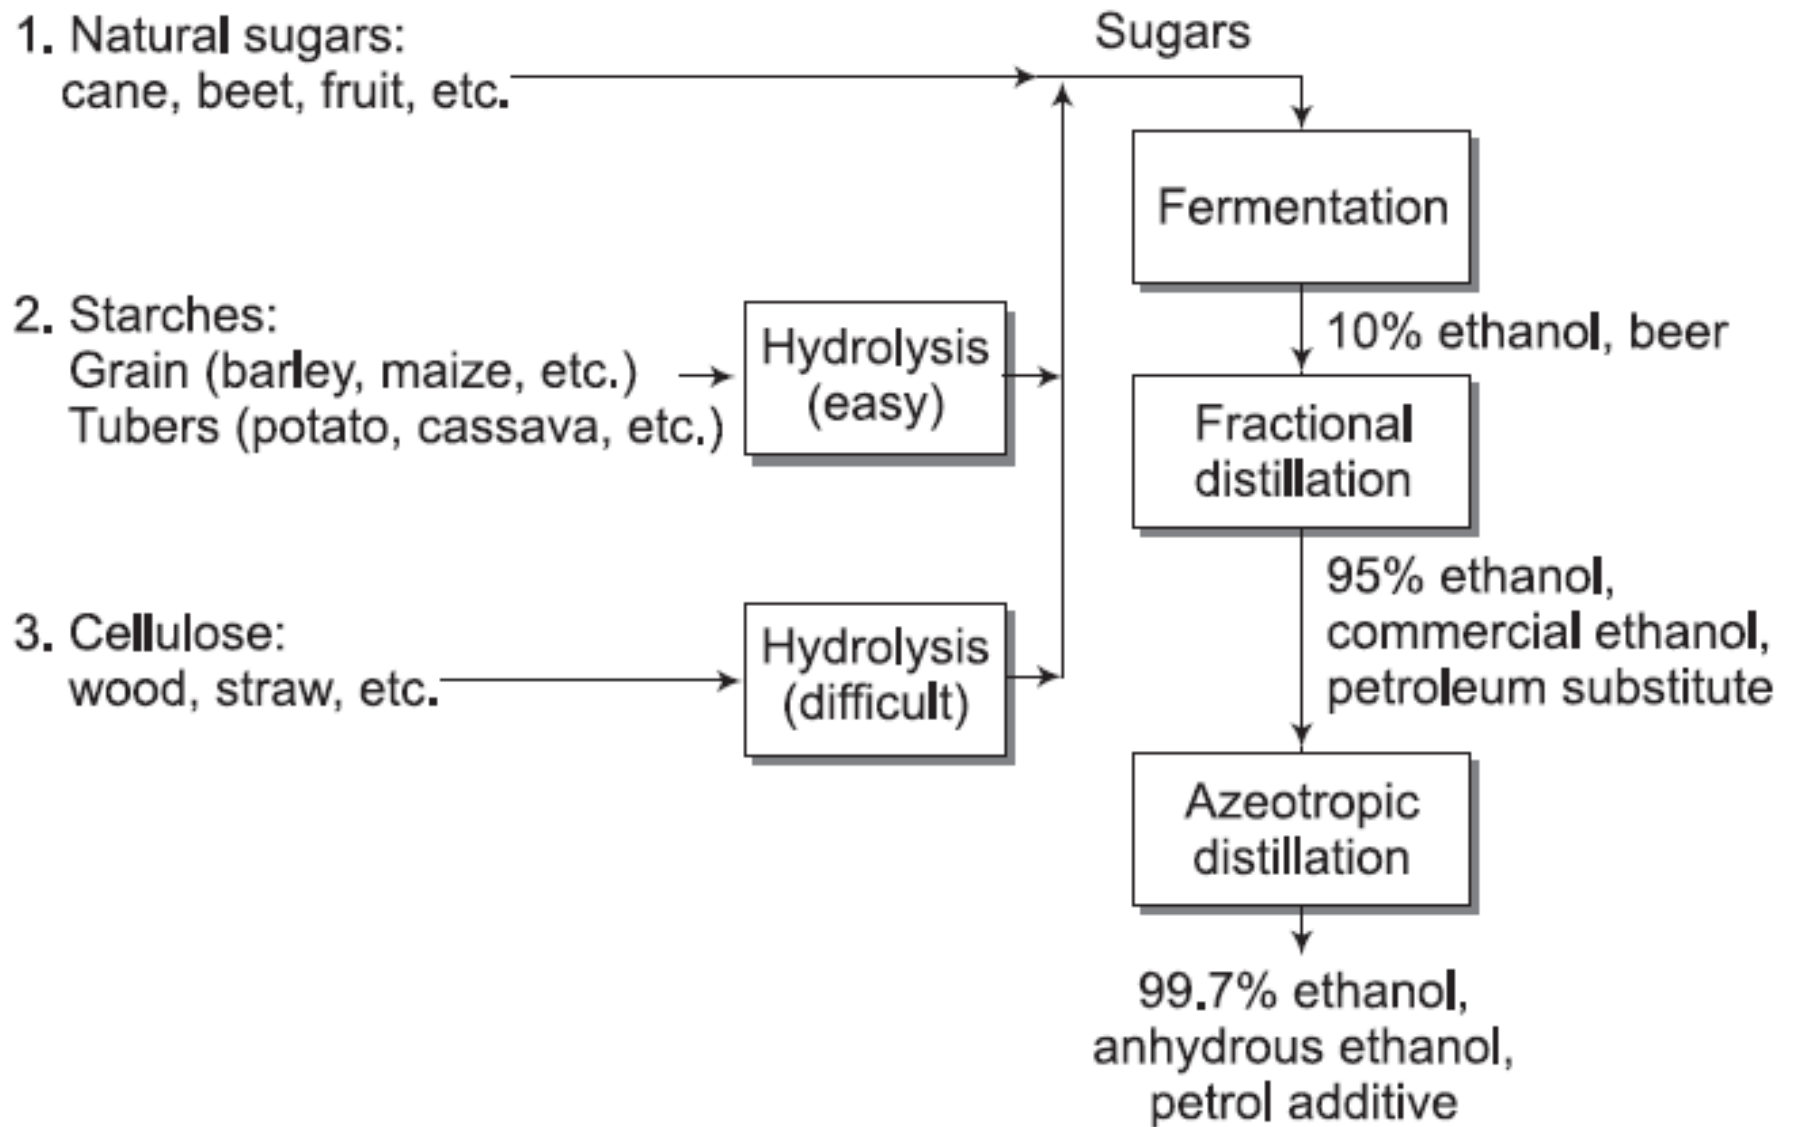 1. Natural sugars:
cane, beet, fruit, etc.
Sugars
Fermentation
2. Starches:
Grain (barley, maize, etc.)
Tubers (potato, cassava, etc.)
Hydrolysis
(easy)
10% ethanol, beer
Fractional
distillation
3. Cellulose:
wood, straw, etc.
Hydrolysis
(difficult)
95% ethanol,
commercial ethanol,
petroleum substitute
Azeotropic
distillation
99.7% ethanol,
anhydrous ethanol,
petrol additive